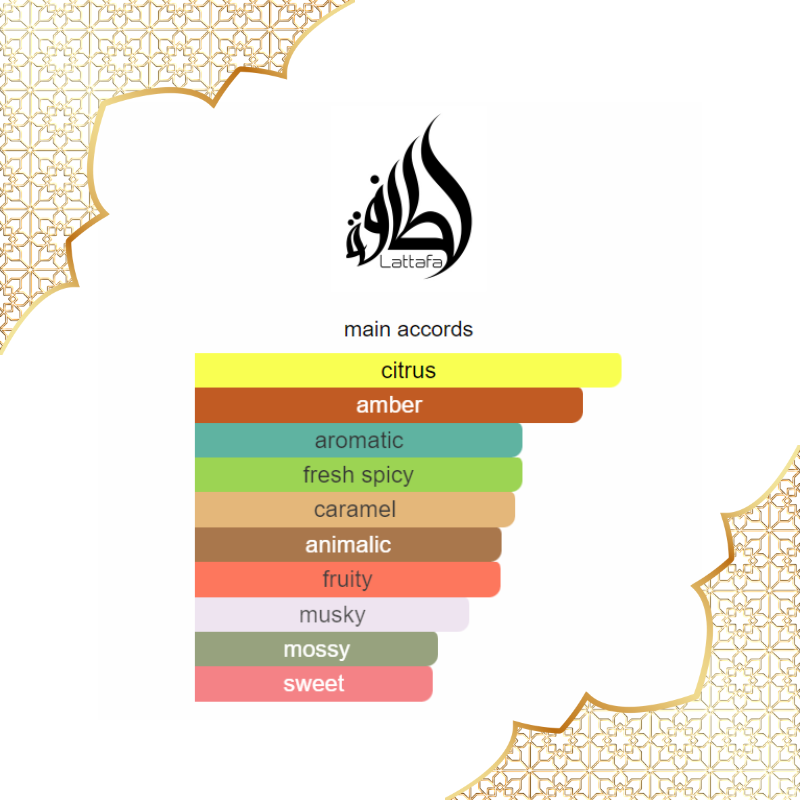 لطافة
Lattafa
main accords
citrus
amber
aromatic
fresh spicy
caramel
animalic
fruity
musky
mossy
sweet